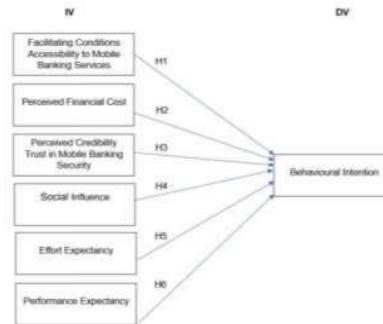 IV
DV
Facilitating Conditions
Accessibility to Mobile
Banking Services
H1
Perceived Financial Cost
H2
Perceived Credibility
Trust in Mobile Banking
Security
H3
Behavioural Intention
Social Influence
H4
Effort Expectancy
H5
Performance Expectancy
H6